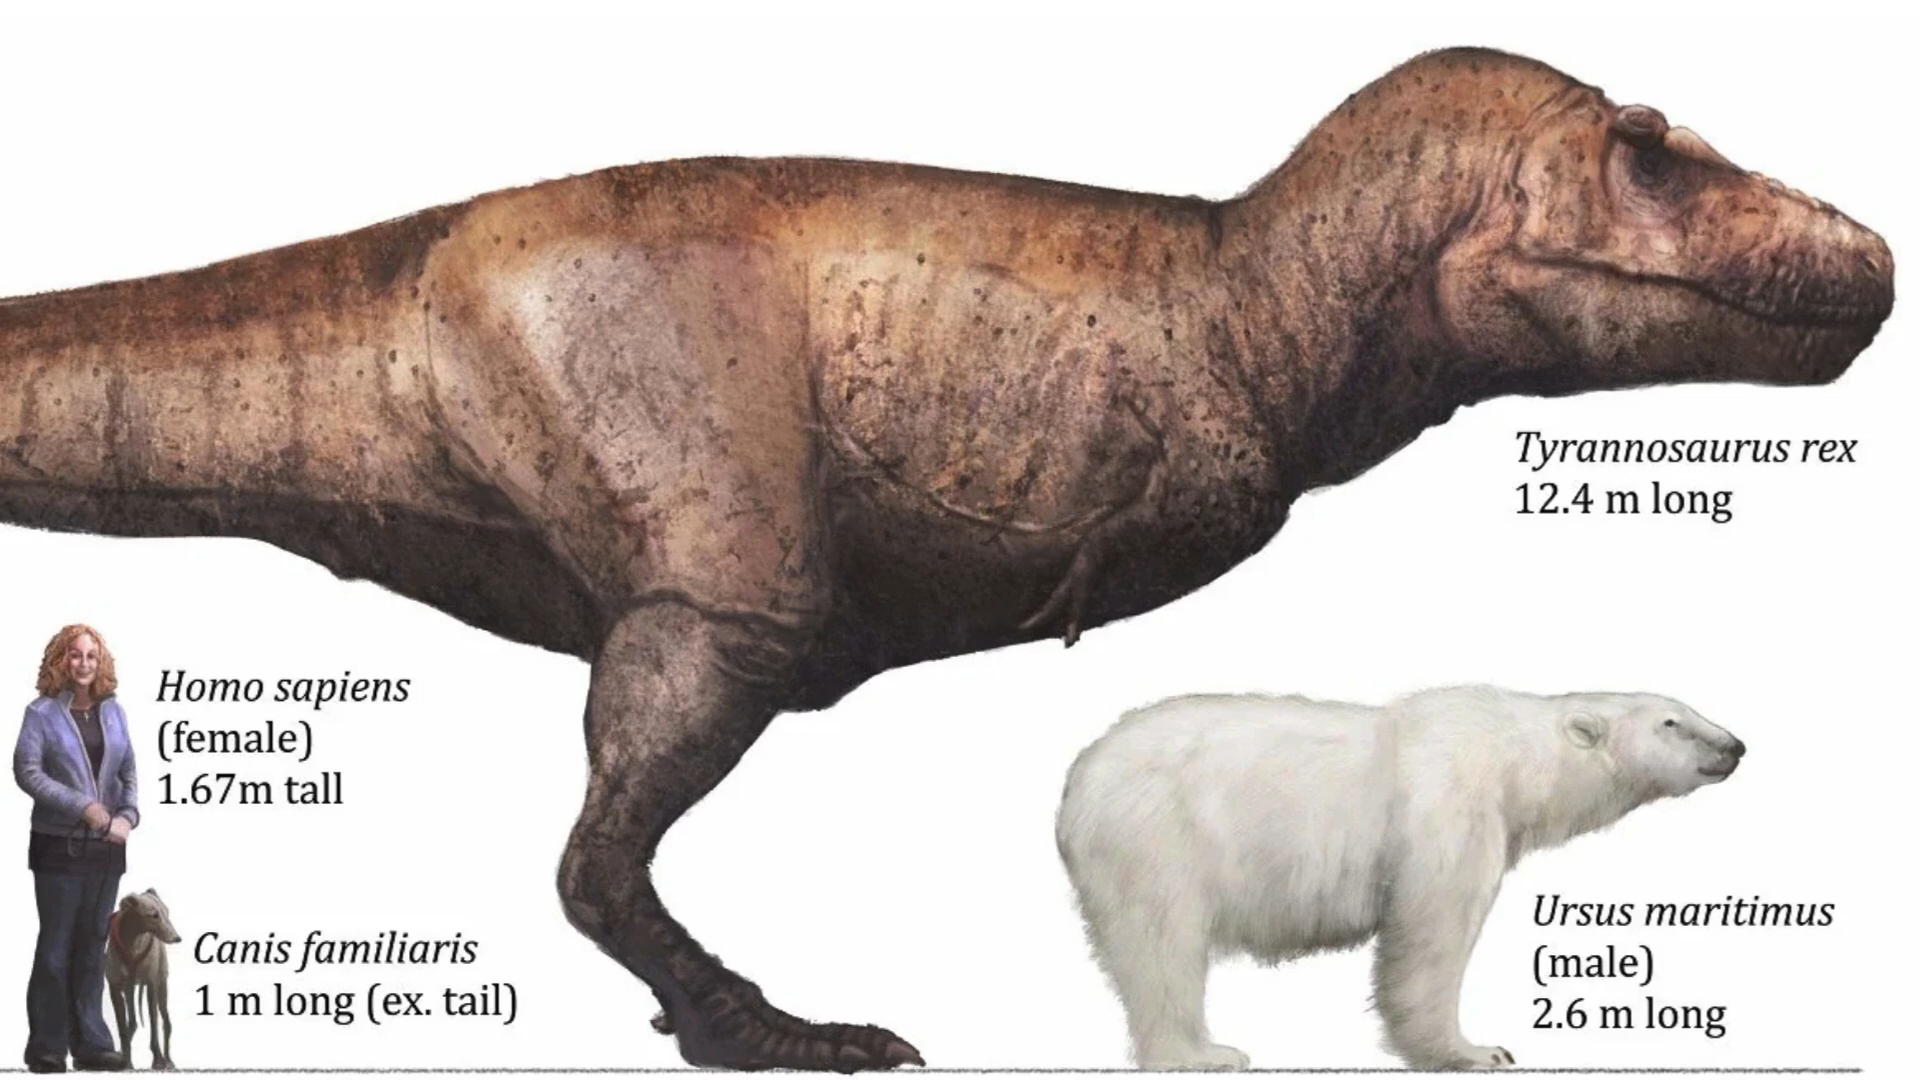 Tyrannosaurus rex
12.4 m long
Homo sapiens
(female)
1.67m tall
Canis familiaris
1 m long (ex. tail)
Ursus maritimus
(male)
2.6 m long